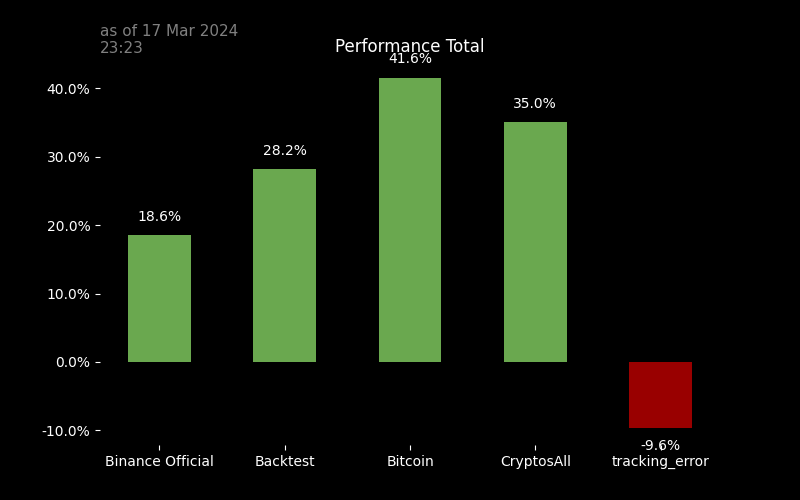 as of 17 Mar 2024
23:23
Performance Total
41.6%
40.0%
35.0%
30.0%
28.2%
20.0%
18.6%
10.0%
0.0%
-10.0%
-9.6%
Binance Official
Backtest
Bitcoin
CryptosAll
tracking_error